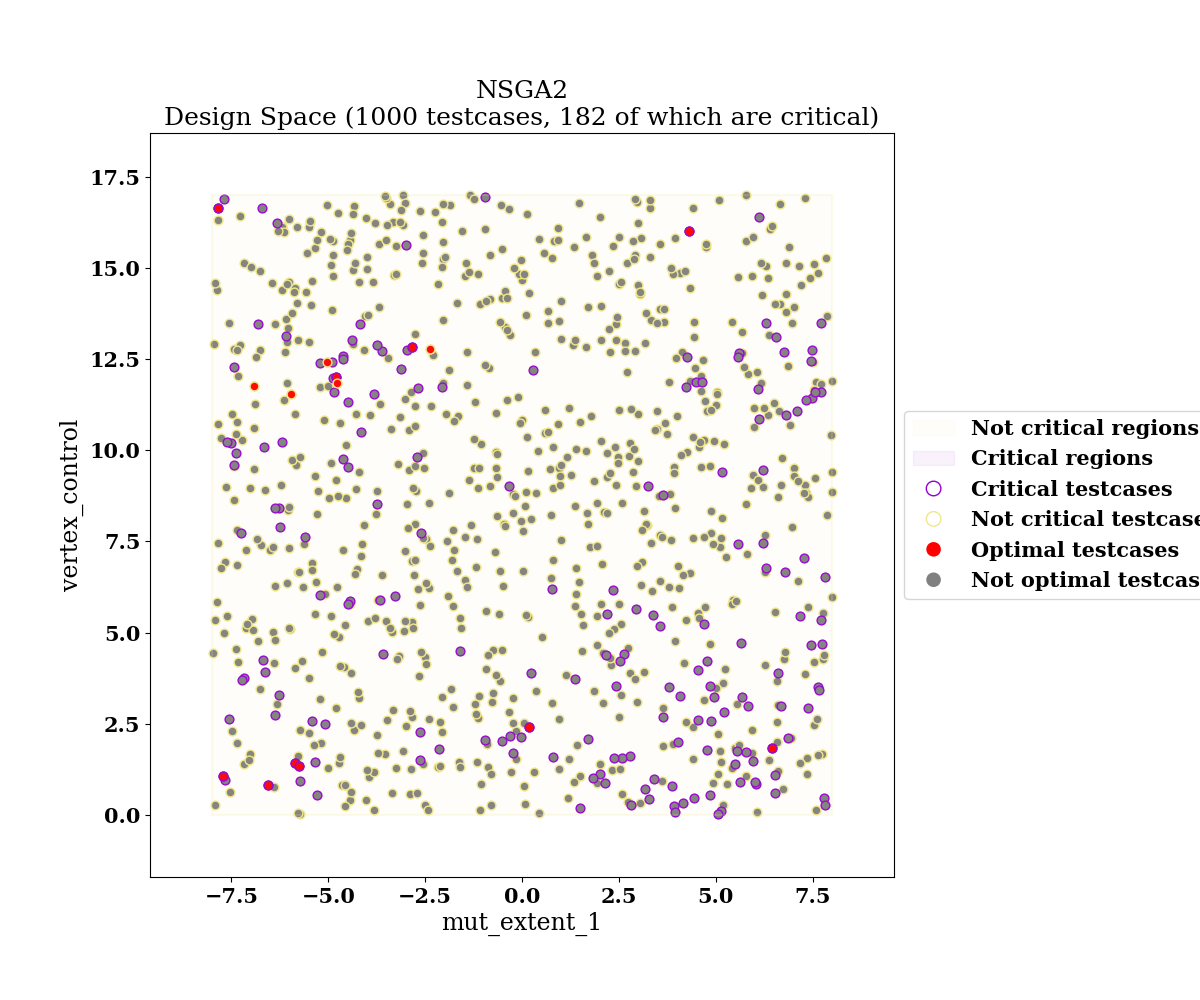 NSGA2
Design Space (1000 testcases, 182 of which are critical)
17.5
15.0
12.5
10.0
7.5
5.0
2.5
0.0
vertex_control
−7.5
−5.0
−2.5
0.0
2.5
5.0
7.5
mut_extent_1
Not critical regions
Critical regions
Critical testcases
Not critical testcase
Optimal testcases
Not optimal testcas